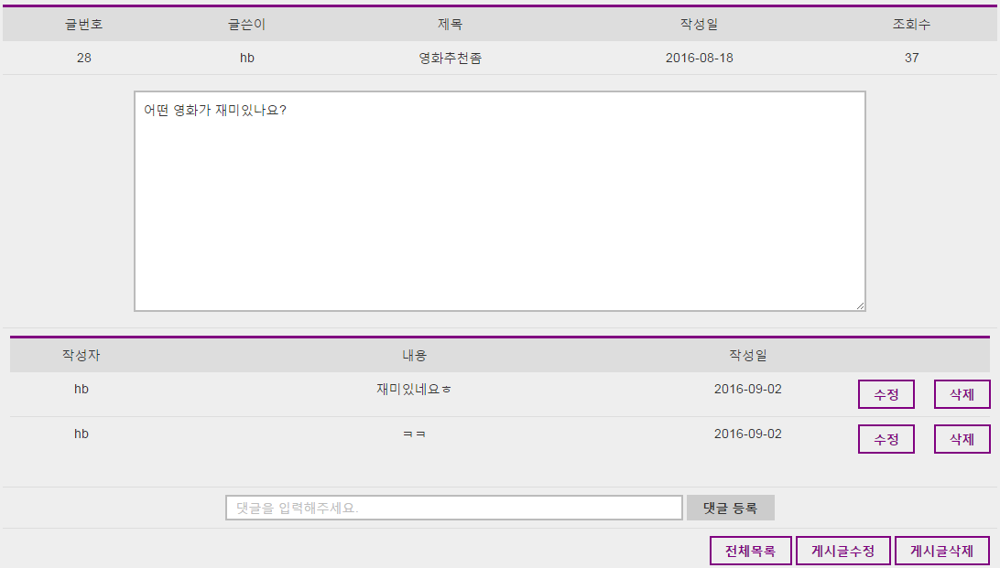 글번호 글쓴이 제목 작성일 조회수
28 hb 영화추천좀 2016-08-18 37
어떤 영화가 재미있나요?
작성자 내용 작성일
hb 재미있네요ㅎ 2016-09-02 수정 삭제
hb ㅋㅋ 2016-09-02 수정 삭제
댓글을 입력해주세요. 댓글 등록
전체목록 게시글수정 게시글삭제